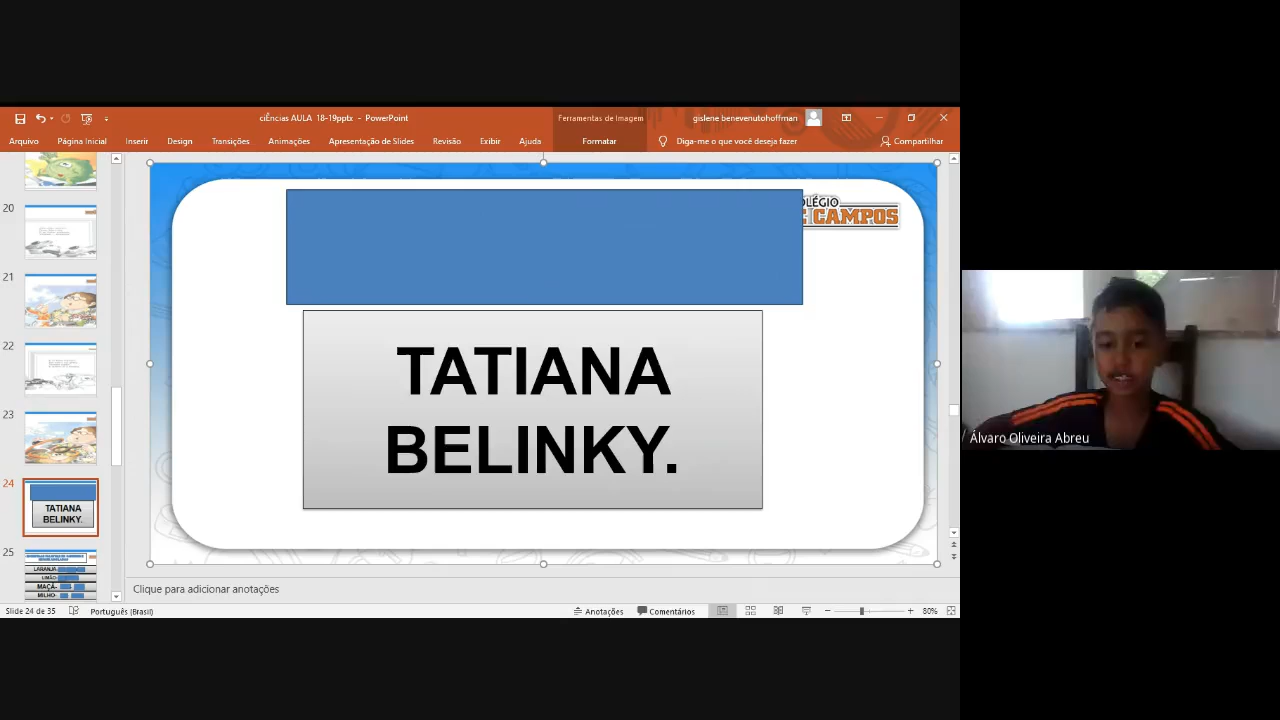 ciÊncias AULA 18-19pptx - PowerPoint
Ferramentas de Imagem
gislene benevenutohoffman
Arquivo
Página Inicial
Inserir
Design
Transições
Animações
Apresentação de Slides
Revisão
Exibir
Ajuda
Formatar
Diga-me o que você deseja fazer
Compartilhar
20
21
22
23
24
TATIANA
BELINKY.
25
LARANJA-
LIMÃO-
MAÇÃ-
MILHO-
OLÉGIO
E CAMPOS
TATIANA
BELINKY.
Álvaro Oliveira Abreu
Clique para adicionar anotações
Slide 24 de 35
Português (Brasil)
Anotações
Comentários
80%